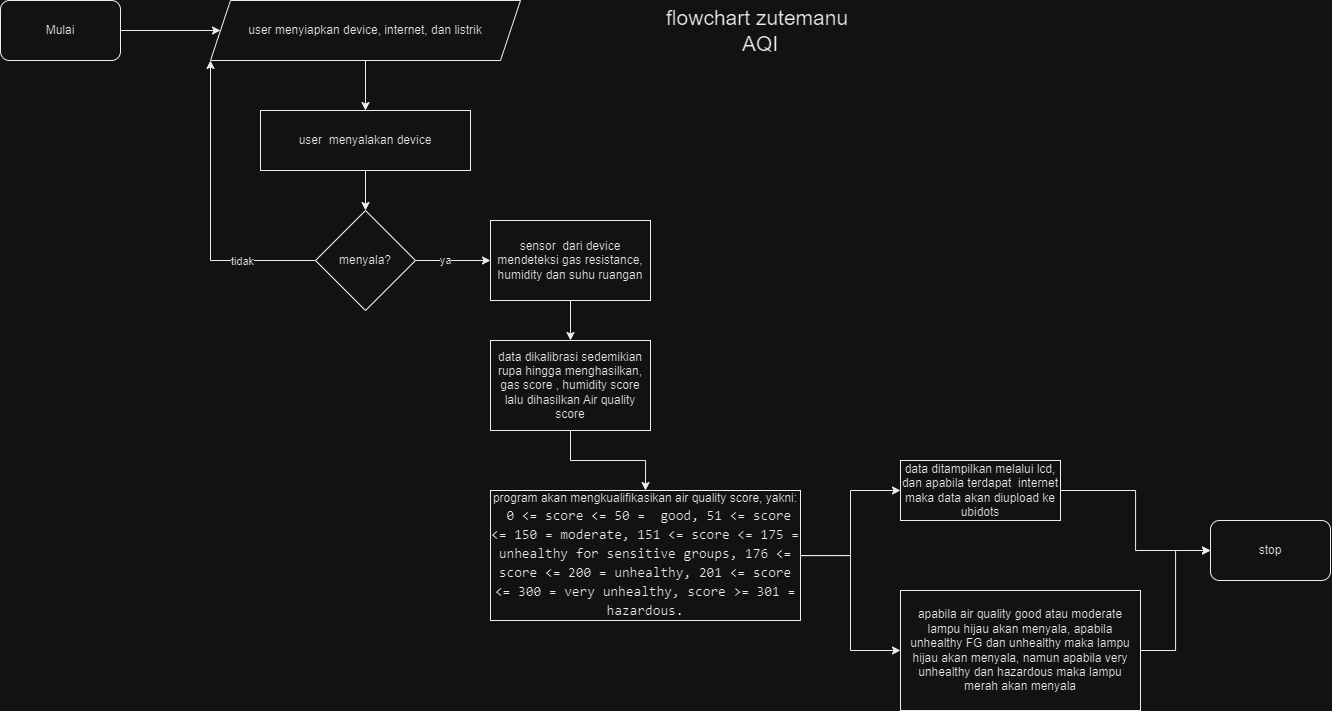 flowchart zutemanu
AQI
Mulai
user menyiapkan device, internet, dan listrik
user  menyalakan device
menyala?
tidak
ya
sensor  dari device
mendeteksi gas resistance,
humidity dan suhu ruangan
data dikalibrasi sedemikian
rupa hingga menghasilkan,
gas score , humidity score
lalu dihasilkan Air quality
score
program akan mengkualifikasikan air quality score, yakni:
0 <= score <= 50 =  good, 51 <= score
<= 150 = moderate, 151 <= score <= 175 =
unhealthy for sensitive groups, 176 <=
score <= 200 = unhealthy, 201 <= score
<= 300 = very unhealthy, score >= 301 =
hazardous.
data ditampilkan melalui lcd,
dan apabila terdapat  internet
maka data akan diupload ke
ubidots
apabila air quality good atau moderate
lampu hijau akan menyala, apabila
unhealthy FG dan unhealthy maka lampu
hijau akan menyala, namun apabila very
unhealthy dan hazardous maka lampu
merah akan menyala
stop